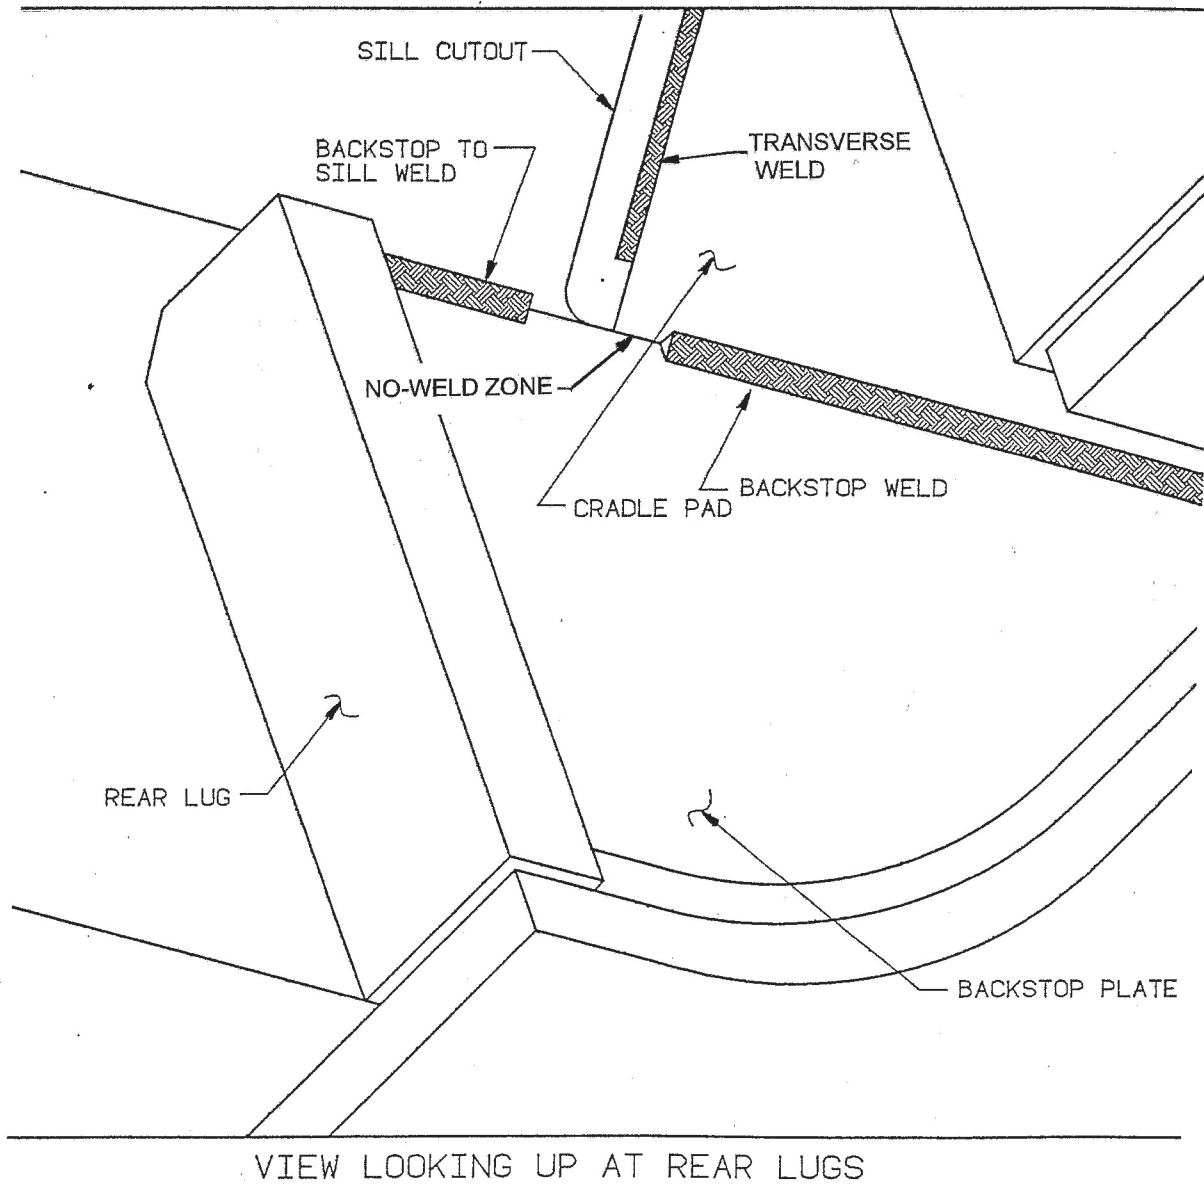 SILL CUTOUT
BACKSTOP TO
SILL WELD
TRANSVERSE
WELD
NO-WELD ZONE
BACKSTOP WELD
CRADLE PAD
REAR LUG
BACKSTOP PLATE
VIEW LOOKING UP AT REAR LUGS